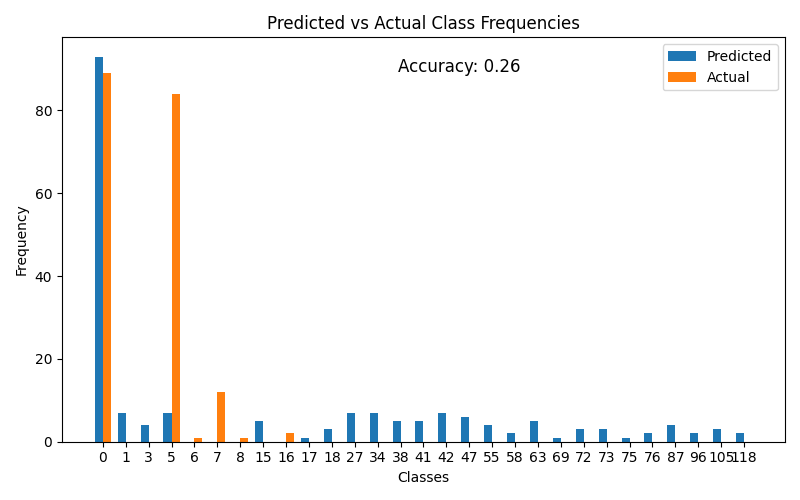 Predicted vs Actual Class Frequencies
Accuracy: 0.26
Predicted
Actual
Frequency
80
60
40
20
0
0 1 3 5 6 7 8 15 16 17 18 27 34 38 41 42 47 55 58 63 69 72 73 75 76 87 96 105 118
Classes